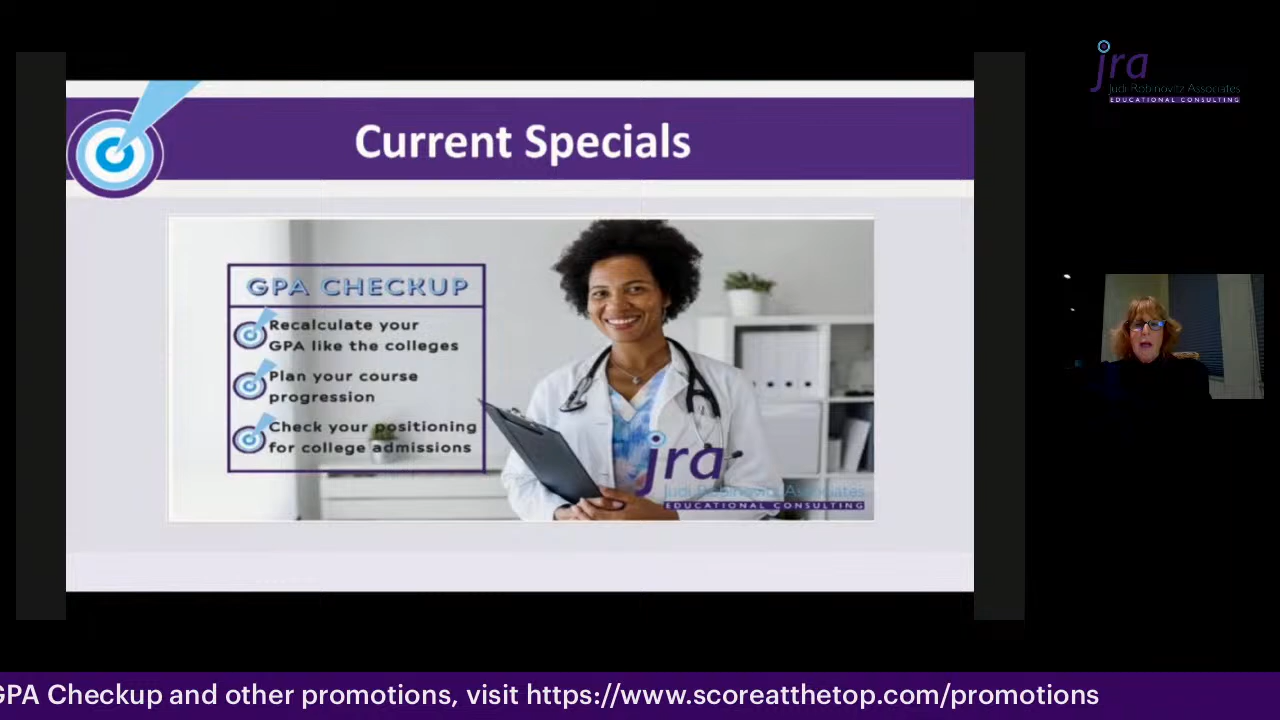 jra
Judi Robinovitz Associates
EDUCATIONAL CONSULTING
Current Specials
GPA CHECKUP
Recalculate your
GPA like the colleges
Plan your course
progression
Check your positioning
for college admissions
jra
Judi Robinovitz Associates
EDUCATIONAL CONSULTING
GPA Checkup and other promotions, visit https://www.scoreatthetop.com/promotions